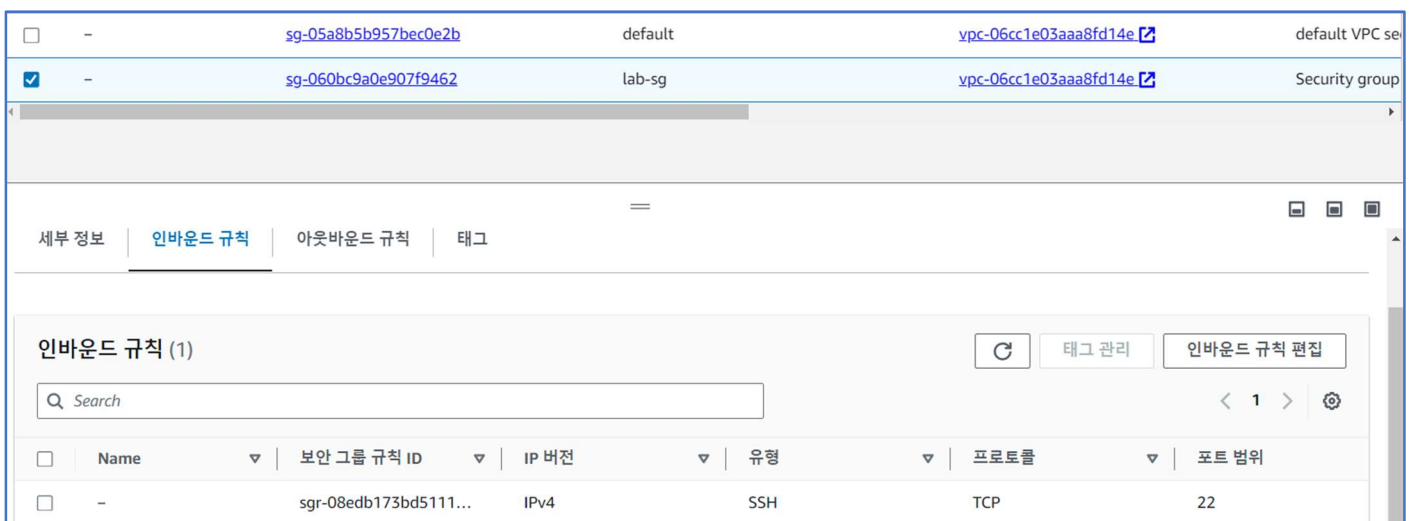 – sg-05a8b5b957bec0e2b default vpc-06cc1e03aaa8fd14e default VPC se
– sg-060bc9a0e907f9462 lab-sg vpc-06cc1e03aaa8fd14e Security group
세부 정보 인바운드 규칙 아웃바운드 규칙 태그
인바운드 규칙 (1) 태그 관리 인바운드 규칙 편집
Search 1
Name 보안 그룹 규칙 ID IP 버전 유형 프로토콜 포트 범위
– sgr-08edb173bd5111... IPv4 SSH TCP 22